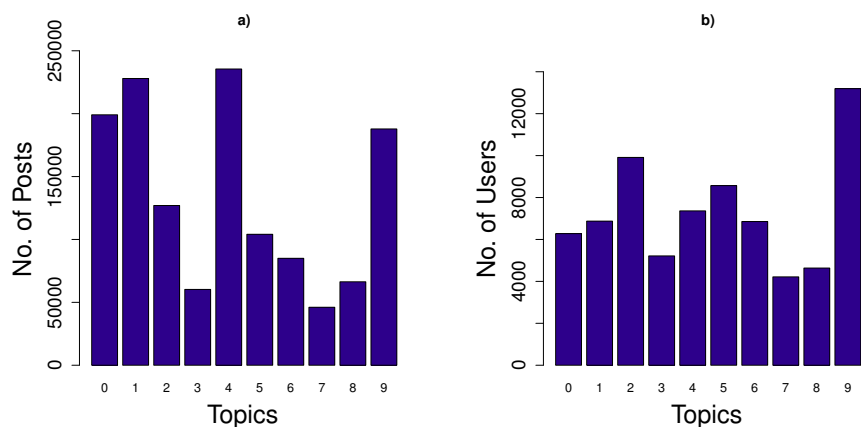 a)
No. of Posts
250000
150000
50000
0
0 1 2 3 4 5 6 7 8 9
Topics
b)
No. of Users
12000
8000
4000
0
0 1 2 3 4 5 6 7 8 9
Topics